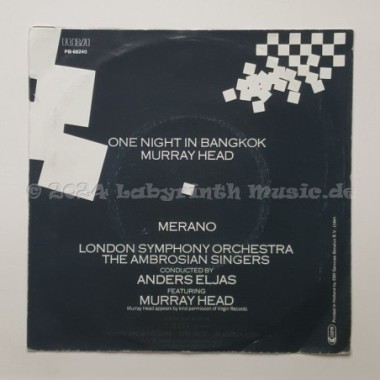 RCA
PB-68240
ONE NIGHT IN BANGKOK
MURRAY HEAD
© 2024 Labyrinth Music.de
MERANO
LONDON SYMPHONY ORCHESTRA
THE AMBROSIAN SINGERS
CONDUCTED BY
ANDERS ELJAS
FEATURING
MURRAY HEAD
Murray Head appears by kind permission of Virgin Records.